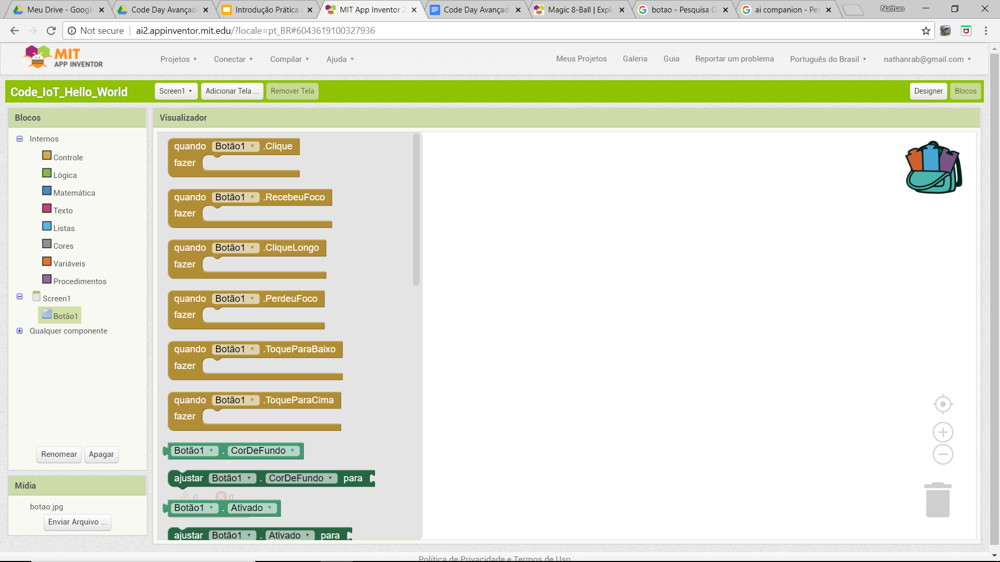 Meu Drive - Google
Code Day Avançad
Introdução Prática
MIT App Inventor 2
Code Day Avançad
Magic 8-Ball | Explo
botao - Pesquisa G
ai companion - Pes
Nathan
Not secure
ai2.appinventor.mit.edu/?locale=pt_BR#6043619100327936
MIT
APP INVENTOR
Projetos
Conectar
Compilar
Ajuda
Meus Projetos
Galeria
Guia
Reportar um problema
Português do Brasil
nathanrab@gmail.com
Code_IoT_Hello_World
Screen1
Adicionar Tela ...
Remover Tela
Designer
Blocos
Blocos
Internos
Controle
Lógica
Matemática
Texto
Listas
Cores
Variáveis
Procedimentos
Screen1
Botão1
Qualquer componente
Renomear
Apagar
Mídia
botao.jpg
Enviar Arquivo ...
Visualizador
quando Botão1 .Clique
fazer
quando Botão1 .RecebeuFoco
fazer
quando Botão1 .CliqueLongo
fazer
quando Botão1 .PerdeuFoco
fazer
quando Botão1 .ToqueParaBaixo
fazer
quando Botão1 .ToqueParaCima
fazer
Botão1 . CorDeFundo
ajustar Botão1 . CorDeFundo para
0 0
Botão1 . Ativado
ajustar Botão1 . Ativado para
Política de Privacidade e Termos de Uso